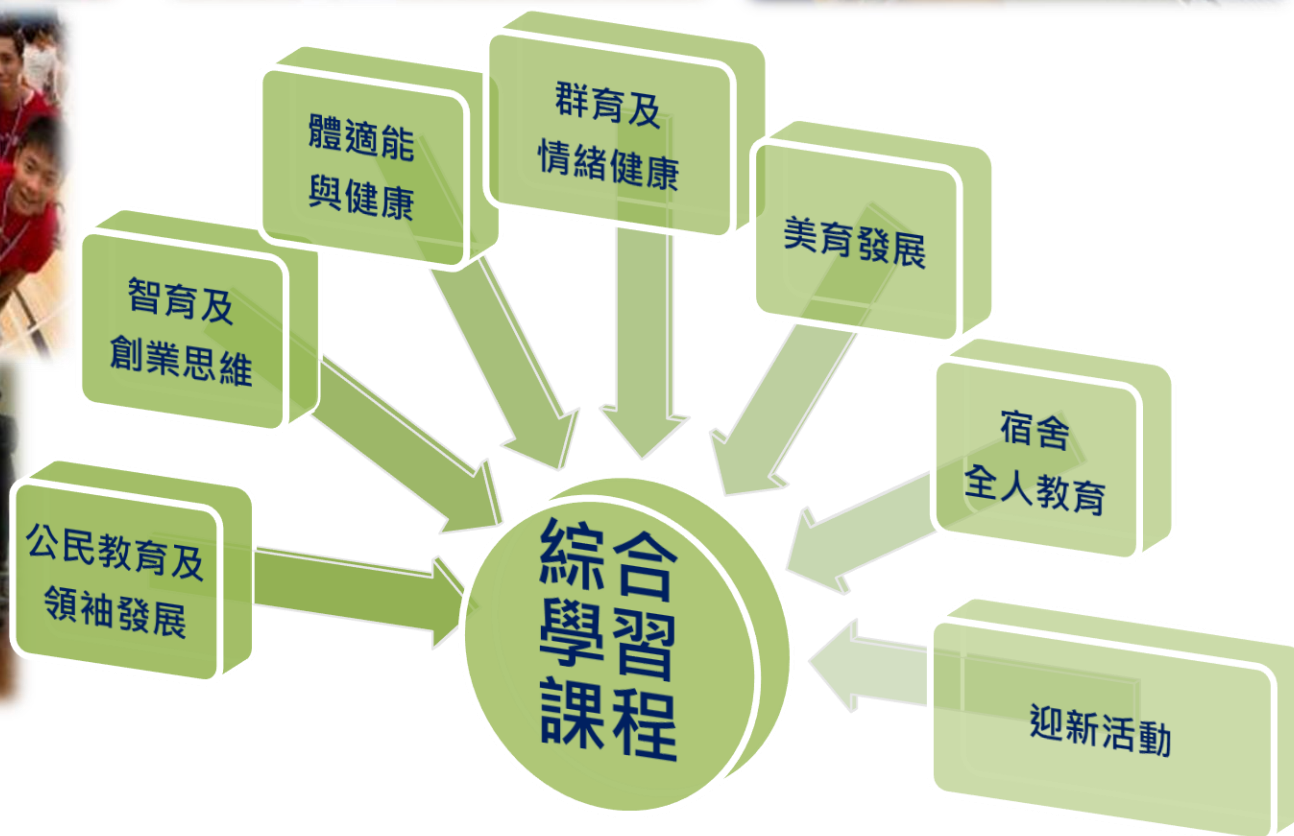 群育及
情緒健康
體適能
與健康
美育發展
智育及
創業思維
宿舍
全人教育
公民教育及
領袖發展
綜合
學習
課程
迎新活動